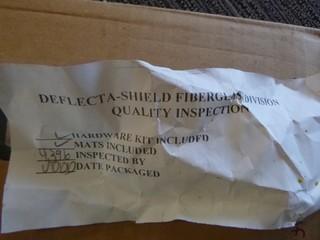 DEFLECTA-SHIELD FIBERGLASS DIVISION
QUALITY INSPECTION
HARDWARE KIT INCLUDED
MATS INCLUDED
INSPECTED BY
DATE PACKAGED